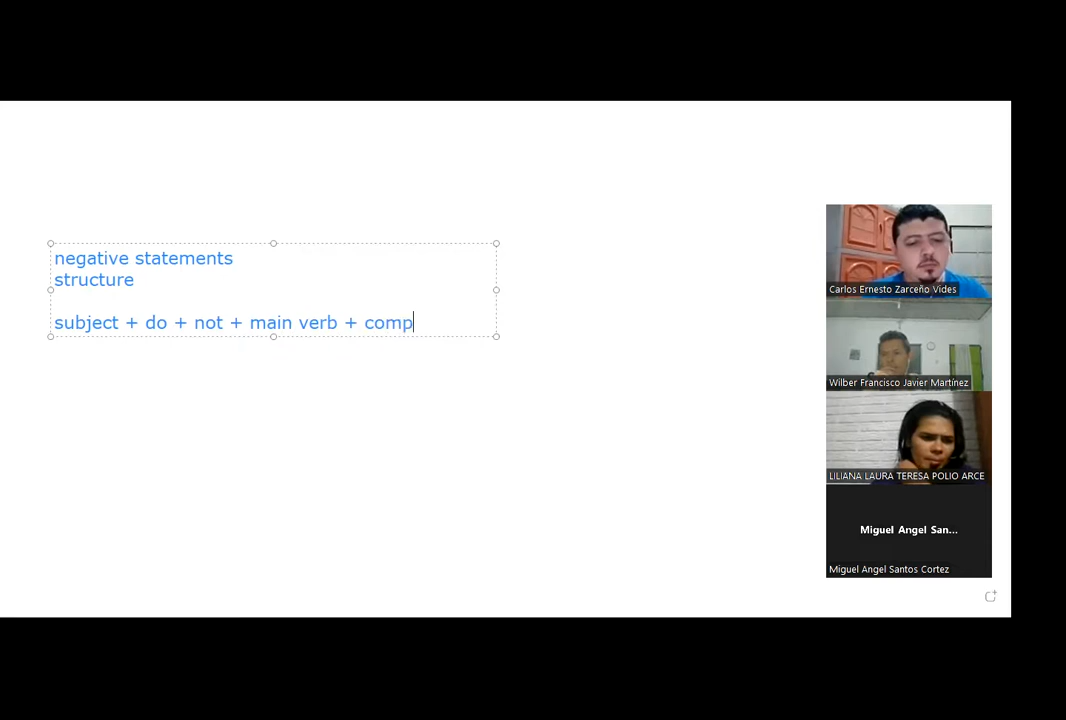 negative statements
structure
subject + do + not + main verb + comp
Carlos Ernesto Zarceño Vides
Wilber Francisco Javier Martínez
LILIANA LAURA TERESA POLIO ARCE
Miguel Angel San...
Miguel Angel Santos Cortez